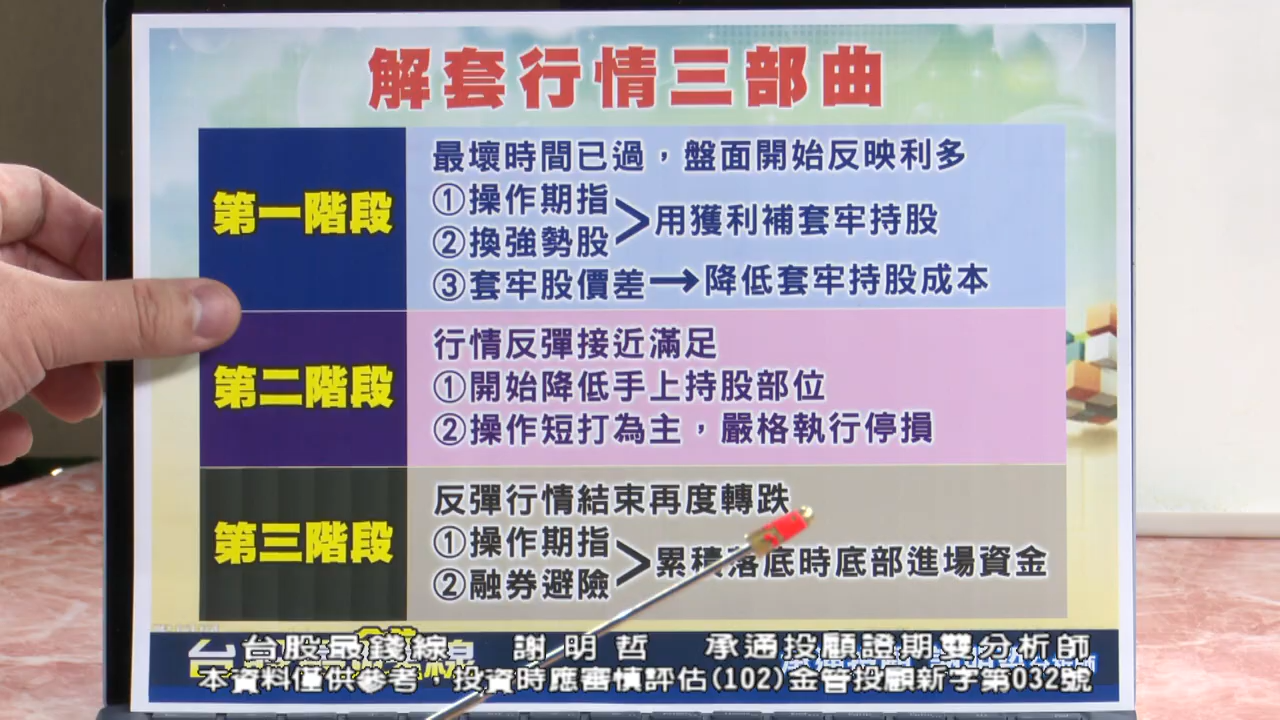 解套行情三部曲
第一階段
最壞時間已過，盤面開始反映利多
①操作期指
②換強勢股
>用獲利補套牢持股
③套牢股價差→降低套牢持股成本
第二階段
行情反彈接近滿足
①開始降低手上持股部位
②操作短打為主，嚴格執行停損
第三階段
反彈行情結束再度轉跌
①操作期指
②融券避險
>累積落底時底部進場資金
台股最錢線 謝明哲 承通投顧證期雙分析師
本資料僅供參考，投資時應審慎評估(102)金管投顧新字第032號